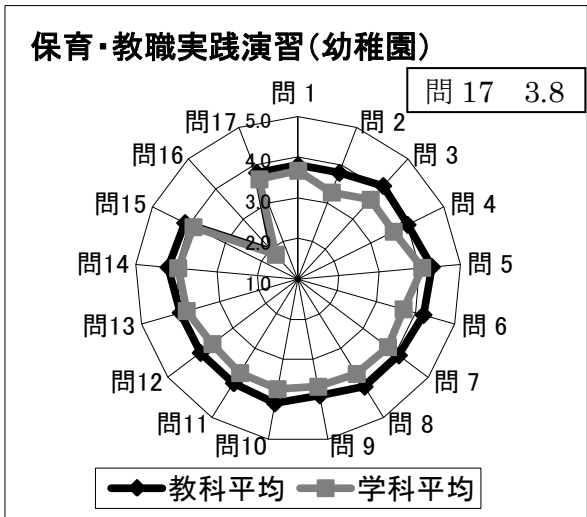 保育・教職実践演習（幼稚園）
問 17　3.8
問 1
問 2
問 3
問 4
問 5
問 6
問 7
問 8
問 9
問10
問11
問12
問13
問14
問15
問16
問17
5.0
4.0
3.0
2.0
1.0
教科平均　学科平均